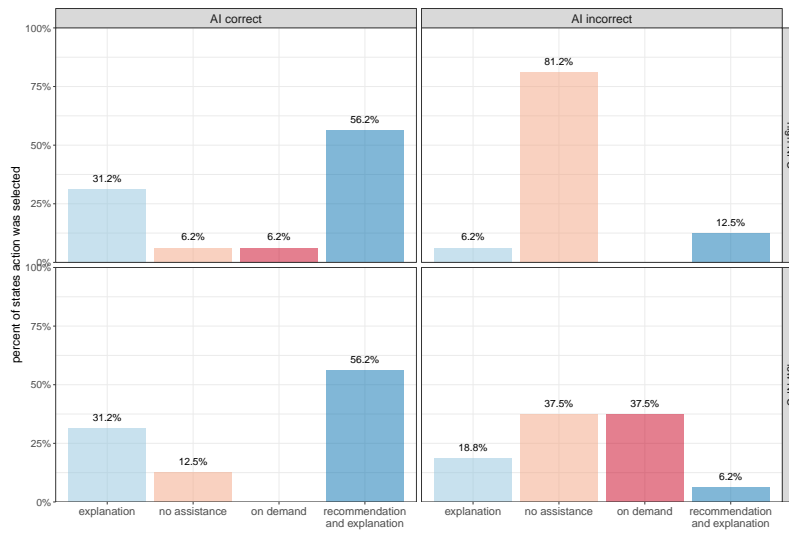 AI correct
AI incorrect
percent of states action was selected
100%
75%
50%
25%
0%
31.2%
6.2%
6.2%
56.2%
6.2%
81.2%
12.5%
100%
75%
50%
25%
0%
31.2%
12.5%
56.2%
18.8%
37.5%
37.5%
6.2%
explanation
no assistance
on demand
recommendation
and explanation
explanation
no assistance
on demand
recommendation
and explanation